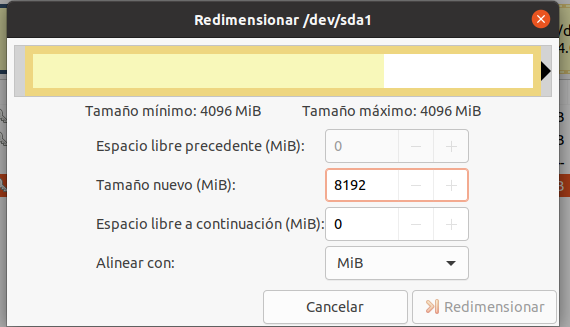 Redimensionar /dev/sda1
Tamaño mínimo: 4096 MiB Tamaño máximo: 4096 MiB
Espacio libre precedente (MiB): 0
Tamaño nuevo (MiB): 8192
Espacio libre a continuación (MiB): 0
Alinear con: MiB
Cancelar Redimensionar